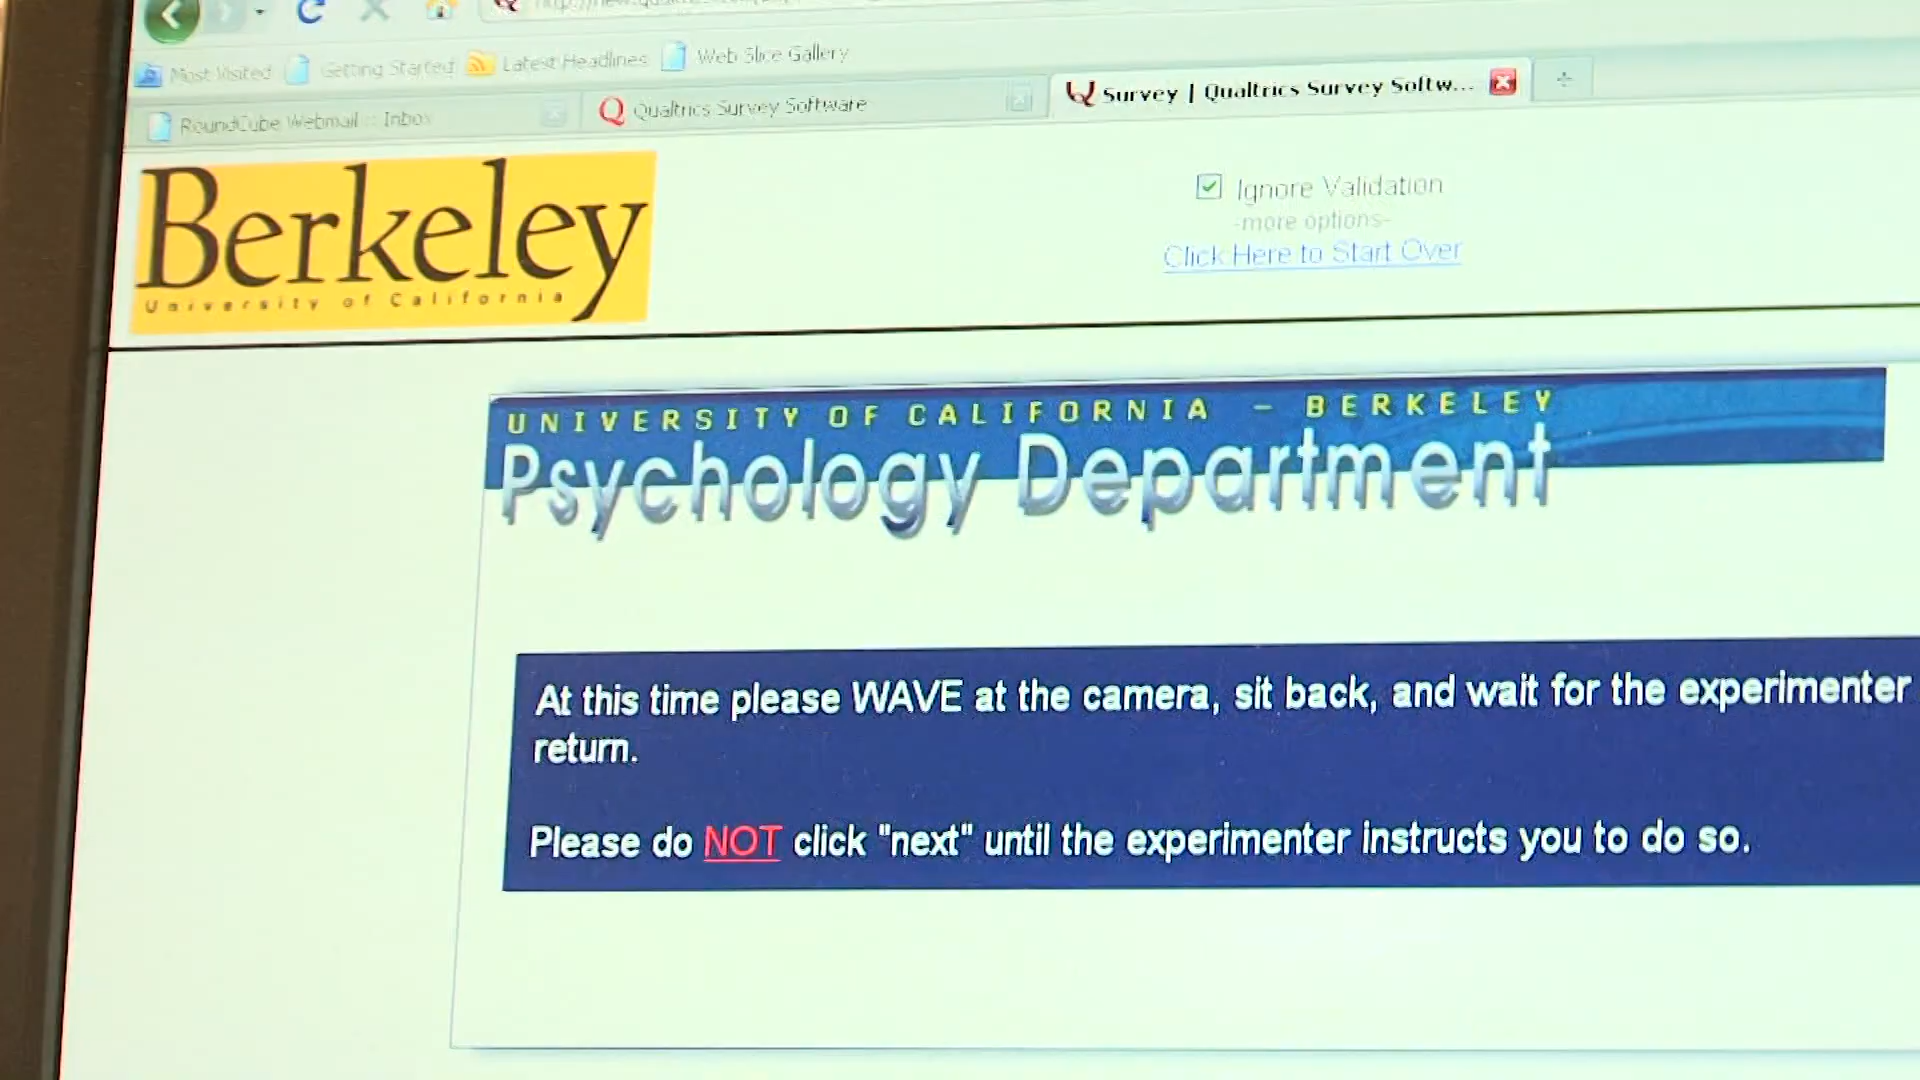 Most Visited Getting Started Latest Headlines Web Slice Gallery
RoundCube Webmail :: Inbox Qualtrics Survey Software Survey | Qualtrics Survey Softw...
Berkeley
University of California
Ignore Validation
-more options-
Click Here to Start Over
UNIVERSITY OF CALIFORNIA - BERKELEY
Psychology Department
At this time please WAVE at the camera, sit back, and wait for the experimenter
return.
Please do NOT click "next" until the experimenter instructs you to do so.